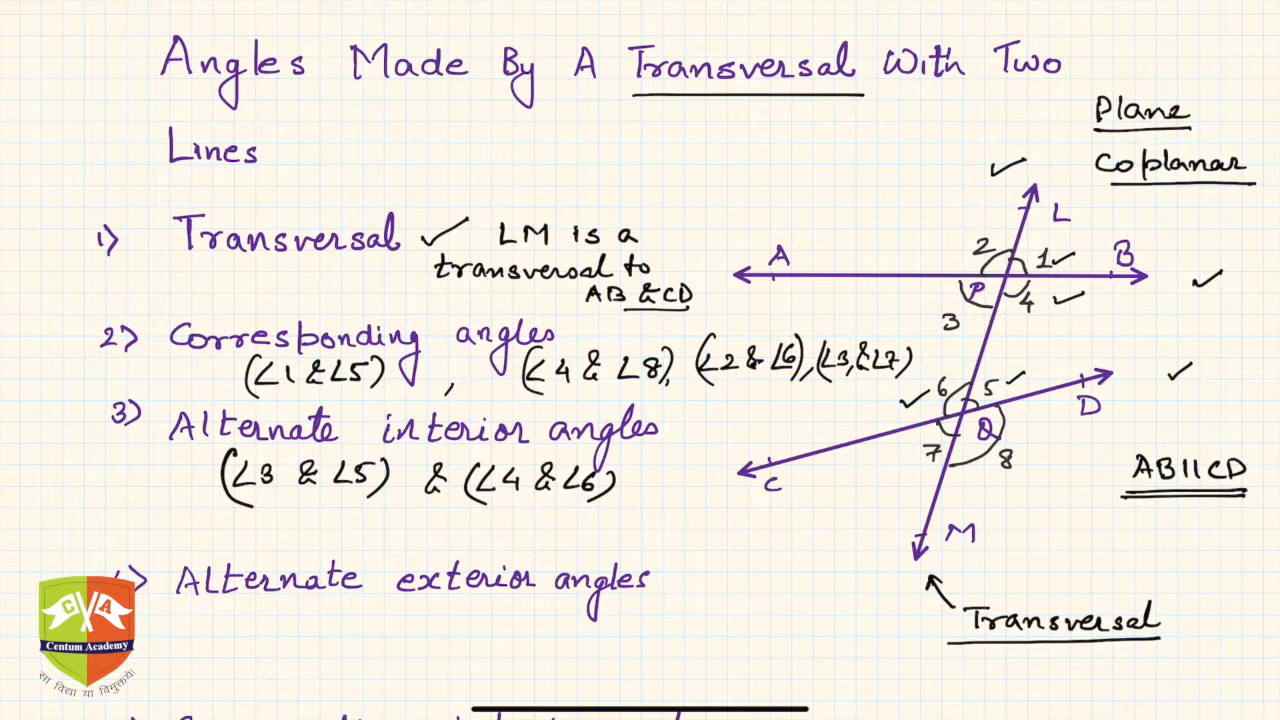 Angles Made By A Transversal With Two
Lines
Plane
Coplanar
1) Transversal ✓ LM is a
transversal to
AB & CD
2) Corresponding angles
(∠1 & ∠5) , (∠4 & ∠8), (∠2 & ∠6), (∠3, & ∠7)
3) Alternate interior angles
(∠3 & ∠5) & (∠4 & ∠6)
Alternate exterior angles
L
A
B
2
1
P
4
3
6
5
D
Q
7
8
C
M
AB || CD
Transversal
C A
Centum Academy
सा विद्या या विमुक्तये।